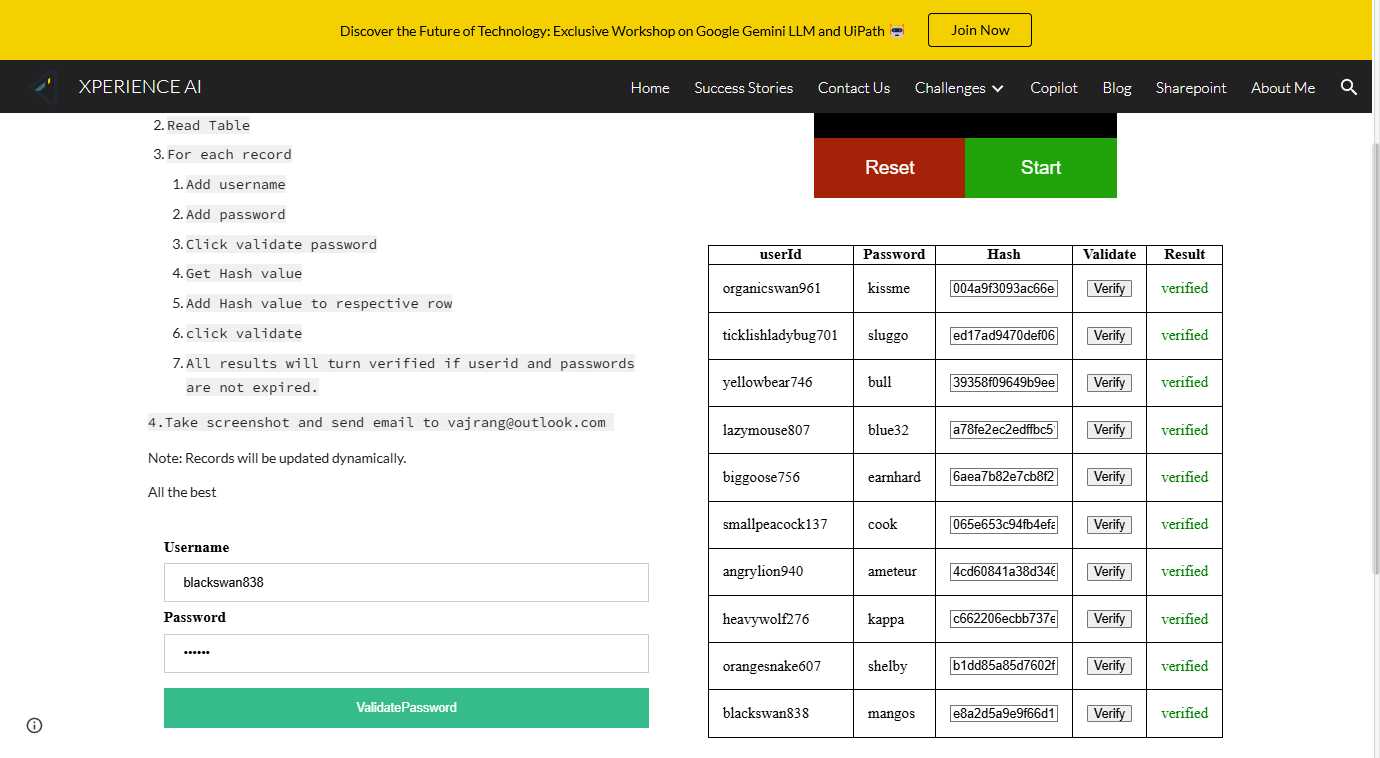 Discover the Future of Technology: Exclusive Workshop on Google Gemini LLM and UiPath
Join Now
XPERIENCE AI
Home
Success Stories
Contact Us
Challenges
Copilot
Blog
Sharepoint
About Me
2. Read Table
3. For each record
1. Add username
2. Add password
3. Click validate password
4. Get Hash value
5. Add Hash value to respective row
6. click validate
7. All results will turn verified if userid and passwords
are not expired.
4.Take screenshot and send email to vajrang@outlook.com
Note: Records will be updated dynamically.
All the best
Username
blackswan838
Password
••••••
ValidatePassword
Reset
Start
userId Password Hash Validate Result
organicswan961 kissme 004a9f3093ac66e Verify verified
ticklishladybug701 sluggo ed17ad9470def06 Verify verified
yellowbear746 bull 39358f09649b9ee Verify verified
lazymouse807 blue32 a78fe2ec2edffbc5 Verify verified
biggoose756 earnhard 6aea7b82e7cb8f2 Verify verified
smallpeacock137 cook 065e653c94fb4efa Verify verified
angrylion940 ameteur 4cd60841a38d346 Verify verified
heavywolf276 kappa c662206ecbb737e Verify verified
orangesnake607 shelby b1dd85a85d7602f Verify verified
blackswan838 mangos e8a2d5a9e9f66d1 Verify verified